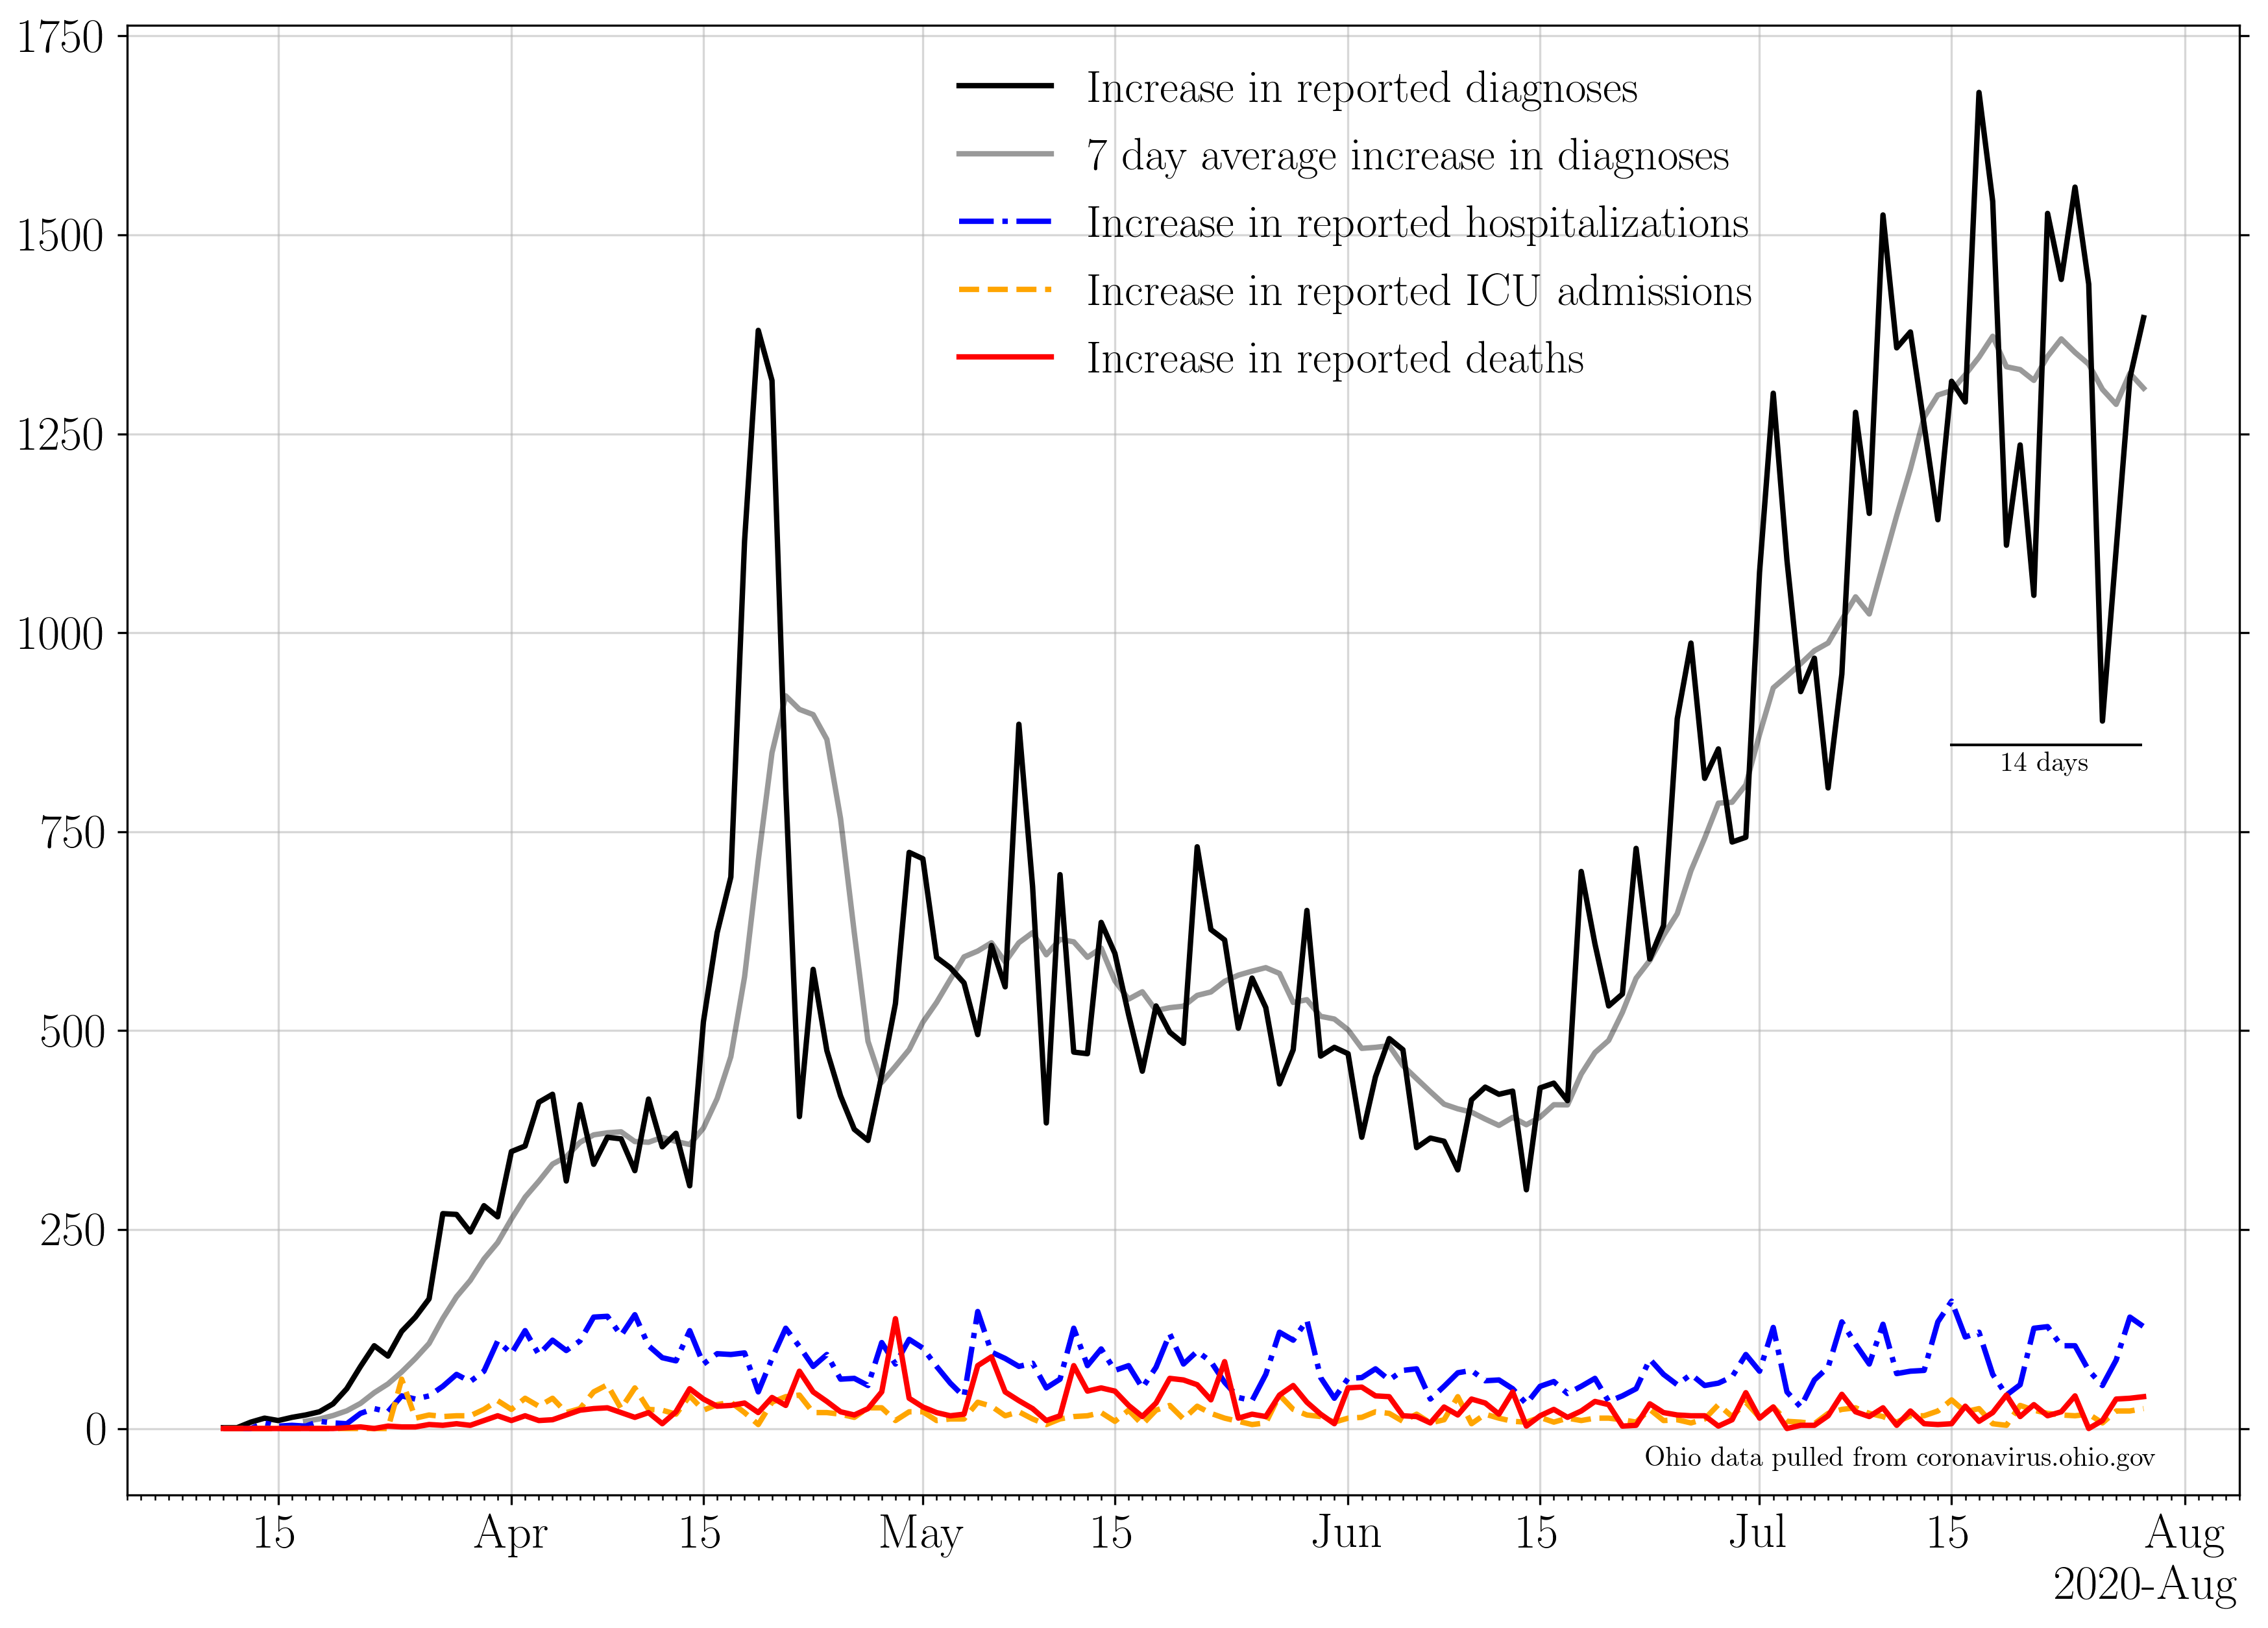 1750
1500
1250
1000
750
500
250
0
Increase in reported diagnoses
7 day average increase in diagnoses
Increase in reported hospitalizations
Increase in reported ICU admissions
Increase in reported deaths
14 days
Ohio data pulled from coronavirus.ohio.gov
15 Apr 15 May 15 Jun 15 Jul 15 Aug
2020-Aug